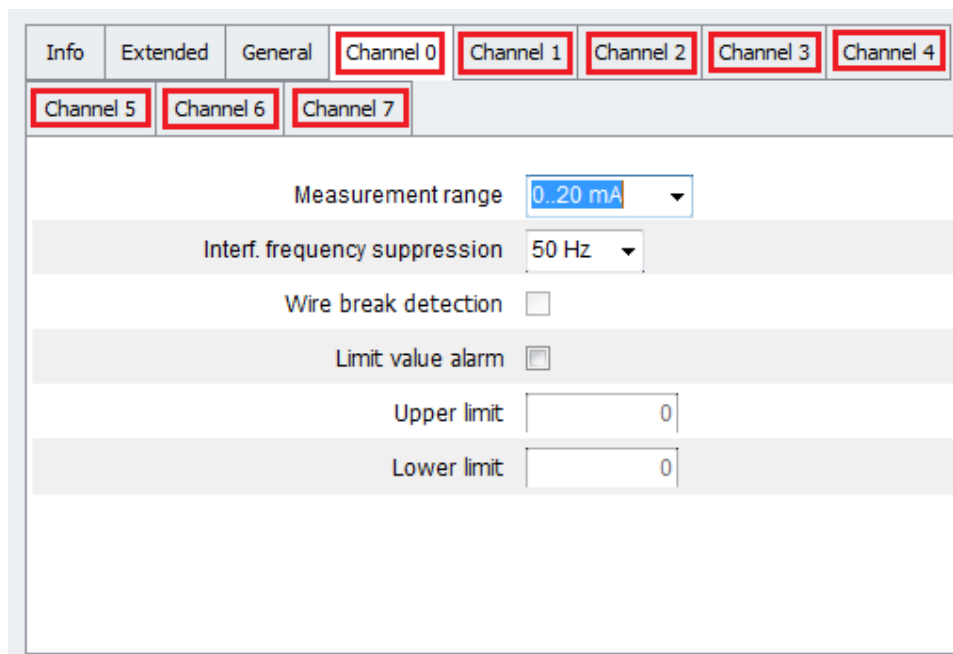 Info Extended General Channel 0 Channel 1 Channel 2 Channel 3 Channel 4
Channel 5 Channel 6 Channel 7
Measurement range 0..20 mA
Interf. frequency suppression 50 Hz
Wire break detection
Limit value alarm
Upper limit 0
Lower limit 0